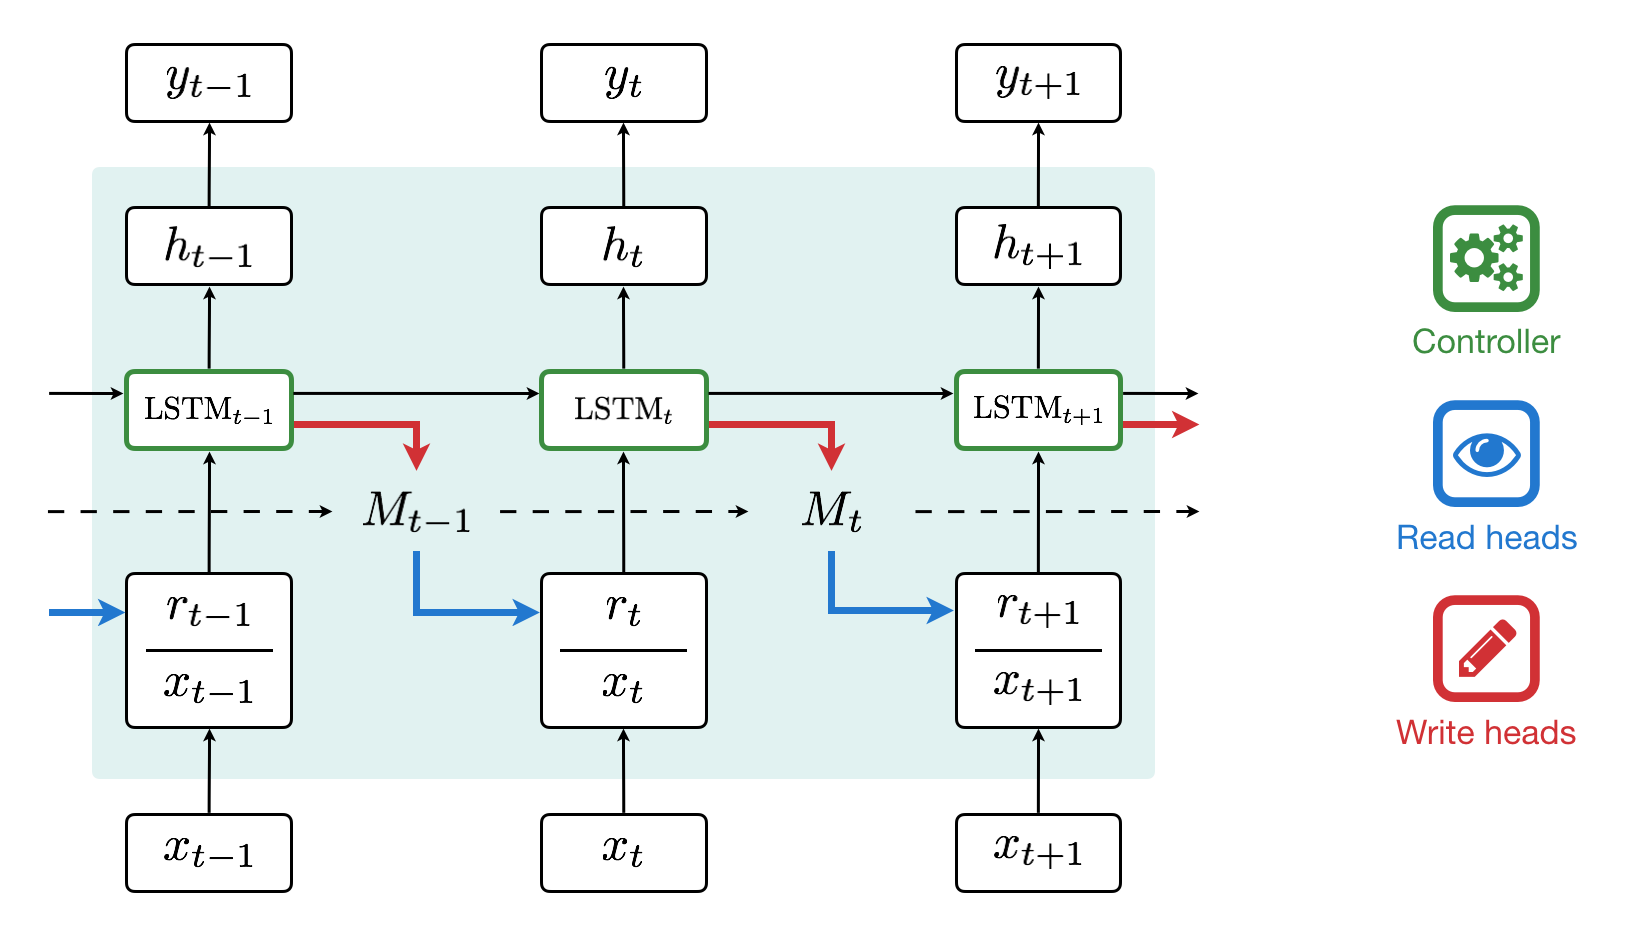 y_{t-1} y_t y_{t+1}
h_{t-1} h_t h_{t+1}
LSTM_{t-1} LSTM_t LSTM_{t+1}
M_{t-1} M_t
r_{t-1} r_t r_{t+1}
x_{t-1} x_t x_{t+1}
x_{t-1} x_t x_{t+1}
Controller
Read heads
Write heads